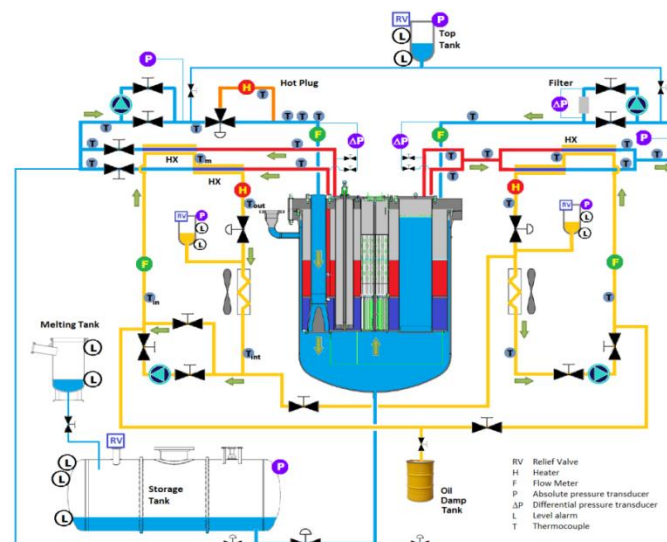 RV
P
L
Top
Tank
L
P
Hot Plug
Filter
H
ΔP
T
T
T
T
T
T
F
ΔP
ΔP
F
P
HX
HX
T
T
T
T
T
Tm
HX
H
H
T
Tout
RV
P
L
L
RV
P
L
L
F
F
Tin
T
T
Melting Tank
L
Tint
T
T
L
RV
P
L
L
Storage
Tank
L
Oil
Damp
Tank
RV Relief Valve
H Heater
F Flow Meter
P Absolute pressure transducer
ΔP Differential pressure transducer
L Level alarm
T Thermocouple